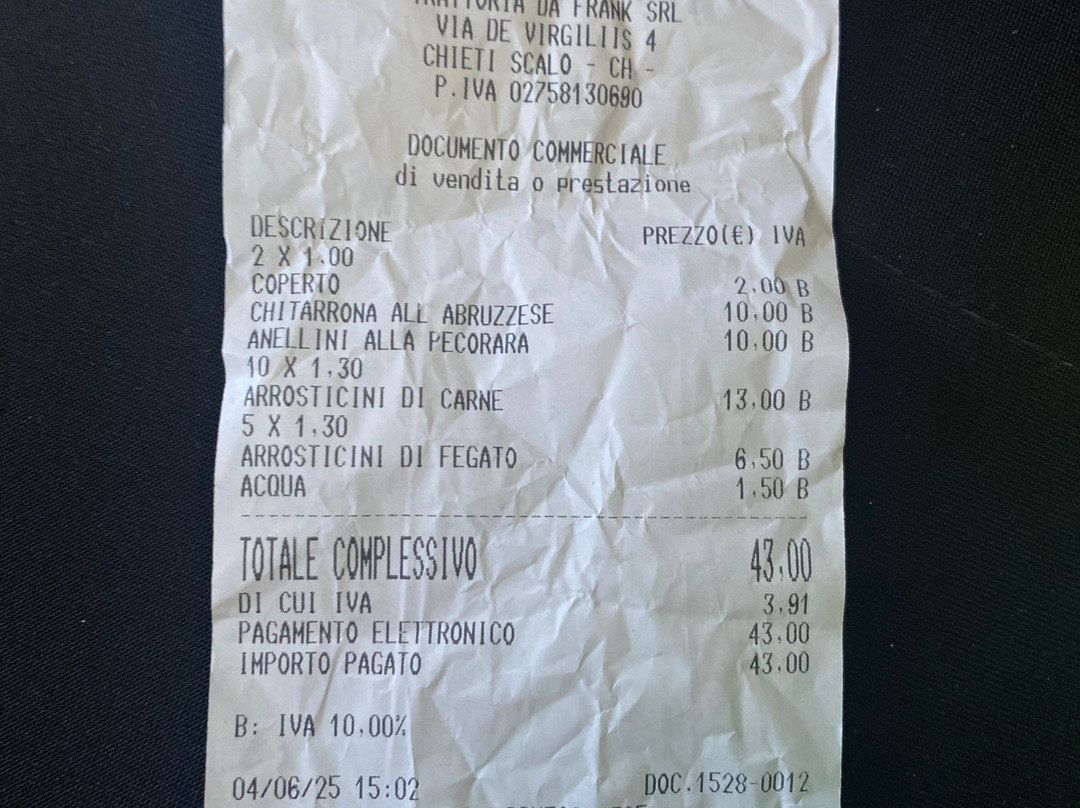 TRATTORIA DA FRANK SRL
VIA DE VIRGILIIS 4
CHIETI SCALO - CH -
P.IVA 02758130690
DOCUMENTO COMMERCIALE
di vendita o prestazione
DESCRIZIONE PREZZO(€) IVA
2 X 1,00
COPERTO 2,00 B
CHITARRONA ALL ABRUZZESE 10,00 B
ANELLINI ALLA PECORARA 10,00 B
10 X 1,30
ARROSTICINI DI CARNE 13,00 B
5 X 1,30
ARROSTICINI DI FEGATO 6,50 B
ACQUA 1,50 B
TOTALE COMPLESSIVO 43,00
DI CUI IVA 3,91
PAGAMENTO ELETTRONICO 43,00
IMPORTO PAGATO 43,00
B: IVA 10,00%
04/06/25 15:02 DOC.1528-0012